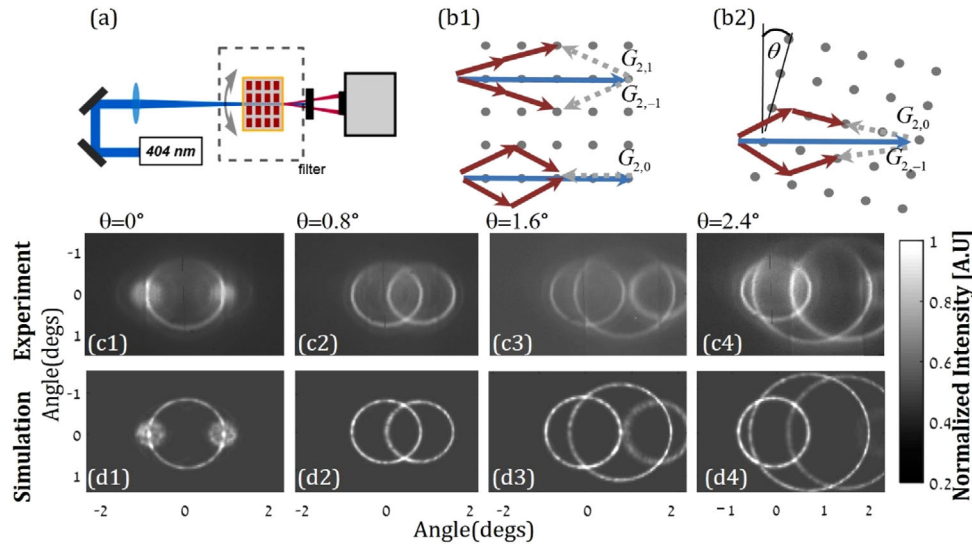 (a)
(b1)
(b2)
θ
G2,1
G2,-1
G2,0
G2,0
G2,-1
404 nm
filter
θ=0°
θ=0.8°
θ=1.6°
θ=2.4°
Experiment
Simulation
Angle(degs)
-1
0
1
-1
0
1
(c1)
(c2)
(c3)
(c4)
(d1)
(d2)
(d3)
(d4)
-2
0
2
-2
0
2
-2
0
2
-1
0
1
2
Angle(degs)
1
0.8
0.6
0.4
0.2
Normalized Intensity [A.U]